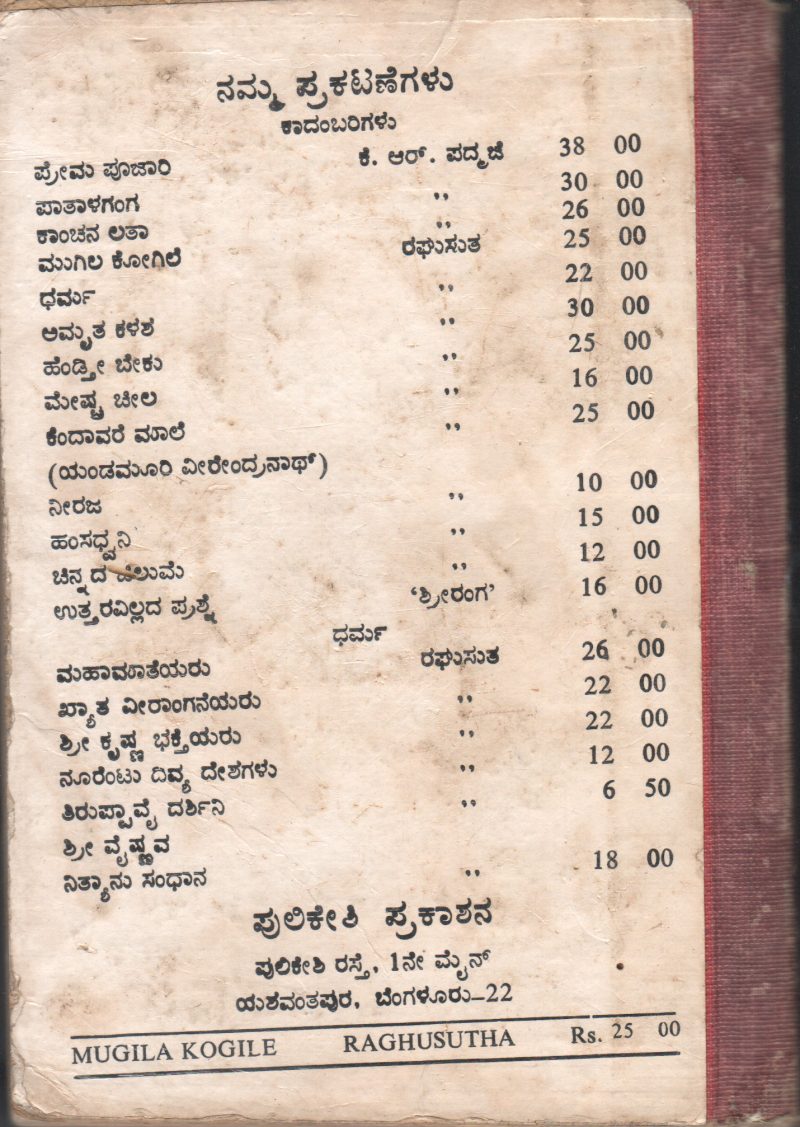 ನಮ್ಮ ಪ್ರಕಟಣೆಗಳು
ಕಾದಂಬರಿಗಳು
ಪ್ರೇಮ ಪೂಜಾರಿ ಕೆ. ಆರ್. ಪದ್ಮಜೆ 38 00
ಪಾತಾಳಗಂಗ ,, 30 00
ಕಾಂಚನ ಲತಾ ,, 26 00
ಮುಗಿಲ ಕೋಗಿಲೆ ರಘುಸುತ 25 00
ಧರ್ಮ ,, 22 00
ಅಮೃತ ಕಳಶ ,, 30 00
ಹೆಂಡ್ತೀ ಬೇಕು ,, 25 00
ಮೇಷ್ಟ್ರ ಚೀಲ ,, 16 00
ಕೆಂದಾವರೆ ಮಾಲೆ ,, 25 00
(ಯಂಡಮೂರಿ ವೀರೇಂದ್ರನಾಥ್)
ನೀರಜ ,, 10 00
ಹಂಸಧ್ವನಿ ,, 15 00
ಚಿನ್ನದ ಚಿಲುಮೆ ,, 12 00
ಉತ್ತರವಿಲ್ಲದ ಪ್ರಶ್ನೆ ‘ಶ್ರೀರಂಗ’ 16 00
ಧರ್ಮ
ಮಹಾಮಾತೆಯರು ರಘುಸುತ 26 00
ಖ್ಯಾತ ವೀರಾಂಗನೆಯರು ,, 22 00
ಶ್ರೀ ಕೃಷ್ಣ ಭಕ್ತೆಯರು ,, 22 00
ನೂರೆಂಟು ದಿವ್ಯ ದೇಶಗಳು ,, 12 00
ತಿರುಪ್ಪಾವೈ ದರ್ಶಿನಿ ,, 6 50
ಶ್ರೀ ವೈಷ್ಣವ
ನಿತ್ಯಾನು ಸಂಧಾನ ,, 18 00
ಪುಲಿಕೇಶಿ ಪ್ರಕಾಶನ
ಪುಲಿಕೇಶಿ ರಸ್ತೆ, 1ನೇ ಮೈನ್
ಯಶವಂತಪುರ, ಬೆಂಗಳೂರು–22
MUGILA KOGILE RAGHUSUTHA Rs. 25 00